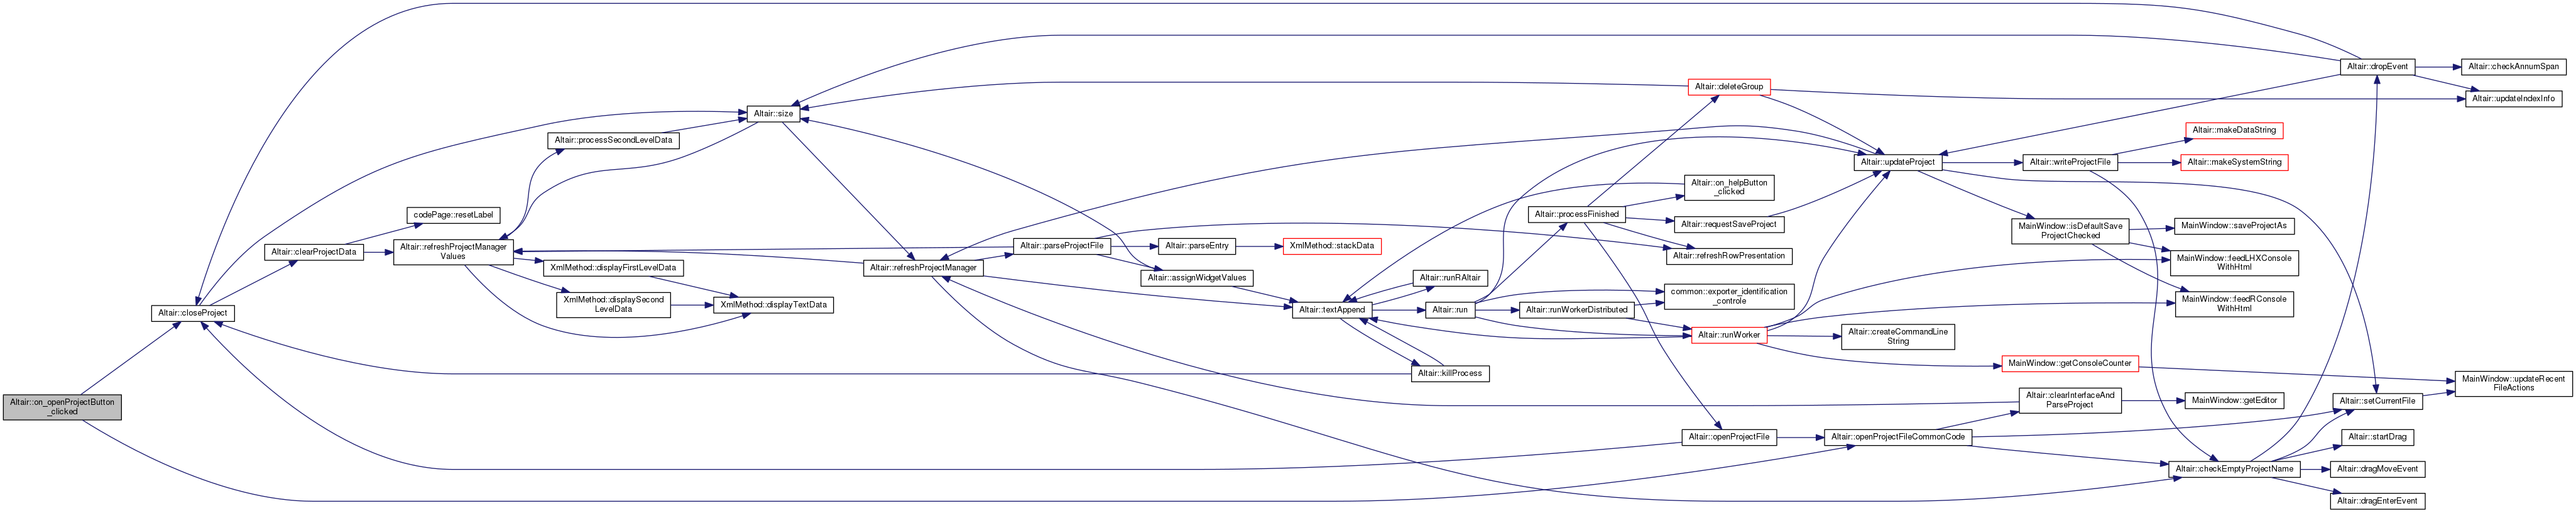 Altair::on_openProjectButton
_clicked
Altair::closeProject
Altair::clearProjectData
codePage::resetLabel
Altair::refreshProjectManager
Values
Altair::processSecondLevelData
XmlMethod::displayFirstLevelData
XmlMethod::displaySecond
LevelData
XmlMethod::displayTextData
Altair::size
Altair::refreshProjectManager
Altair::parseProjectFile
Altair::parseEntry
Altair::assignWidgetValues
XmlMethod::stackData
Altair::textAppend
Altair::runRAltair
Altair::run
Altair::killProcess
Altair::processFinished
Altair::runWorkerDistributed
Altair::deleteGroup
Altair::on_helpButton
_clicked
Altair::requestSaveProject
Altair::refreshRowPresentation
common::exporter_identification
_controle
Altair::runWorker
Altair::openProjectFile
Altair::updateProject
Altair::createCommandLine
String
Altair::openProjectFileCommonCode
Altair::writeProjectFile
MainWindow::isDefaultSave
ProjectChecked
MainWindow::getConsoleCounter
Altair::clearInterfaceAnd
ParseProject
Altair::makeDataString
Altair::makeSystemString
MainWindow::saveProjectAs
MainWindow::feedLHXConsole
WithHtml
MainWindow::feedRConsole
WithHtml
MainWindow::getEditor
Altair::checkEmptyProjectName
Altair::dropEvent
Altair::setCurrentFile
Altair::startDrag
Altair::dragMoveEvent
Altair::dragEnterEvent
Altair::checkAnnumSpan
Altair::updateIndexInfo
MainWindow::updateRecent
FileActions